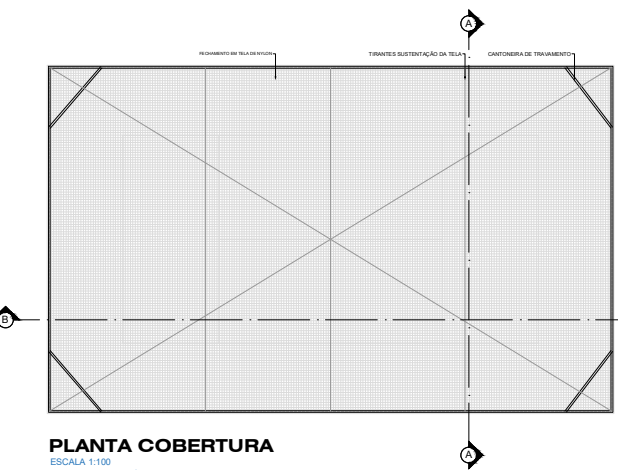 A
FECHAMENTO EM TELA DE NYLON
TIRANTES SUSTENTAÇÃO DA TELA
CANTONEIRA DE TRAVAMENTO
B
A
PLANTA COBERTURA
ESCALA 1:100